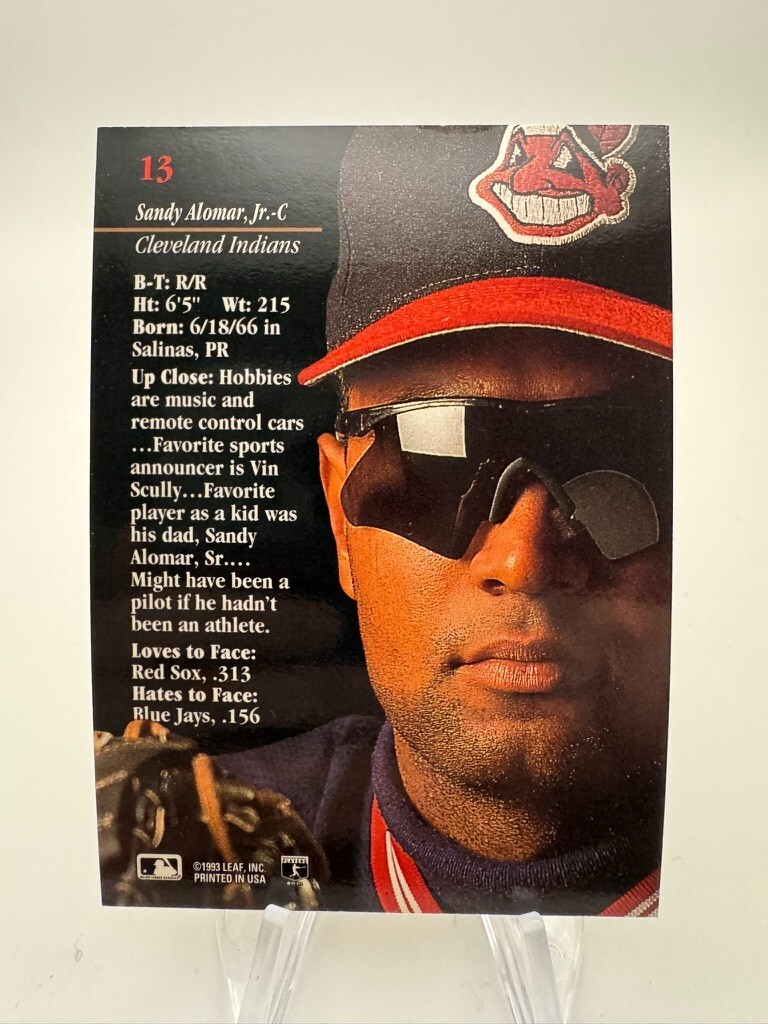 13
Sandy Alomar, Jr.-C
Cleveland Indians
B-T: R/R
Ht: 6'5" Wt: 215
Born: 6/18/66 in
Salinas, PR
Up Close: Hobbies
are music and
remote control cars
...Favorite sports
announcer is Vin
Scully...Favorite
player as a kid was
his dad, Sandy
Alomar, Sr....
Might have been a
pilot if he hadn't
been an athlete.
Loves to Face:
Red Sox, .313
Hates to Face:
Blue Jays, .156
©1993 LEAF, INC.
PRINTED IN USA
PLAYERS